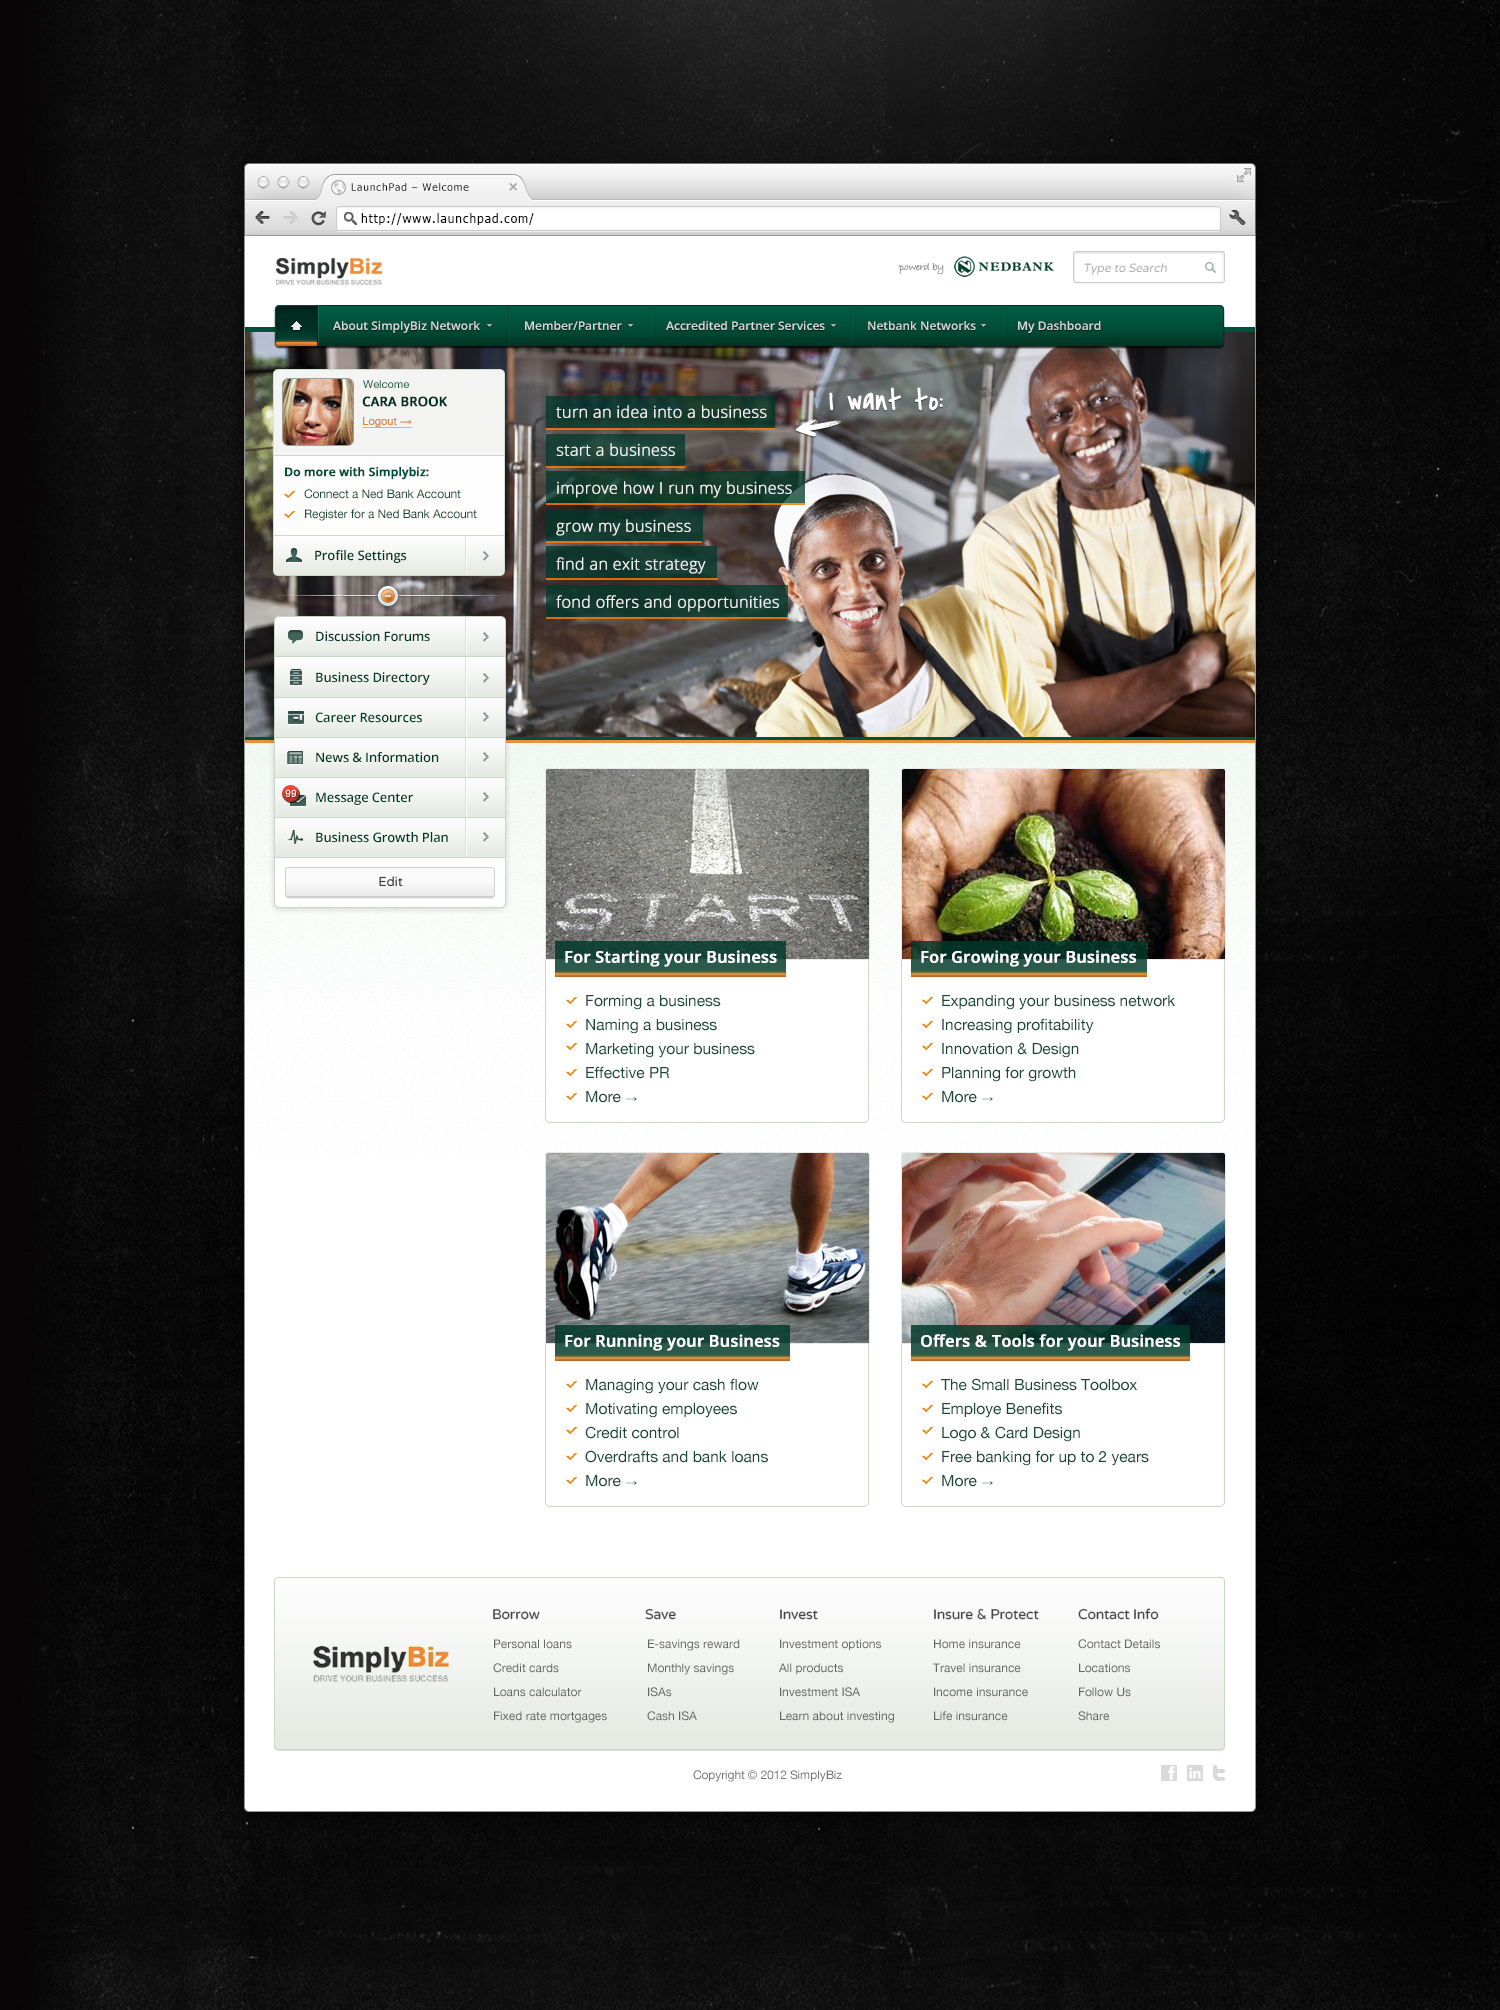 LaunchPad – Welcome
http://www.launchpad.com/
SimplyBiz
DRIVE YOUR BUSINESS SUCCESS
powerd by
NEDBANK
Type to Search
About SimplyBiz Network
Member/Partner
Accredited Partner Services
Netbank Networks
My Dashboard
Welcome
CARA BROOK
Logout →
Do more with Simplybiz:
Connect a Ned Bank Account
Register for a Ned Bank Account
Profile Settings
Discussion Forums
Business Directory
Career Resources
News & Information
99
Message Center
Business Growth Plan
Edit
I want to:
turn an idea into a business
start a business
improve how I run my business
grow my business
find an exit strategy
fond offers and opportunities
START
For Starting your Business
Forming a business
Naming a business
Marketing your business
Effective PR
More →
For Growing your Business
Expanding your business network
Increasing profitability
Innovation & Design
Planning for growth
More →
For Running your Business
Managing your cash flow
Motivating employees
Credit control
Overdrafts and bank loans
More →
Offers & Tools for your Business
The Small Business Toolbox
Employe Benefits
Logo & Card Design
Free banking for up to 2 years
More →
SimplyBiz
DRIVE YOUR BUSINESS SUCCESS
Borrow
Personal loans
Credit cards
Loans calculator
Fixed rate mortgages
Save
E-savings reward
Monthly savings
ISAs
Cash ISA
Invest
Investment options
All products
Investment ISA
Learn about investing
Insure & Protect
Home insurance
Travel insurance
Income insurance
Life insurance
Contact Info
Contact Details
Locations
Follow Us
Share
Copyright © 2012 SimplyBiz